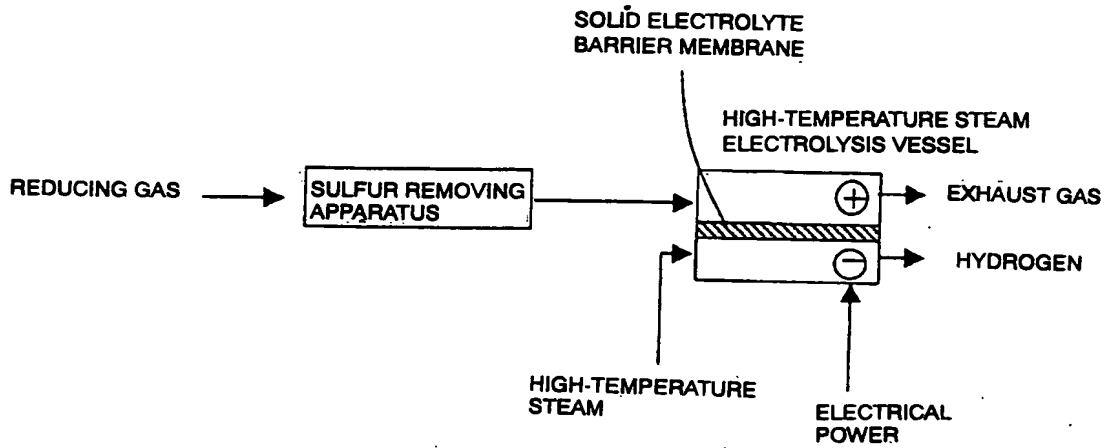 SOLID ELECTROLYTE
BARRIER MEMBRANE
HIGH-TEMPERATURE STEAM
ELECTROLYSIS VESSEL
REDUCING GAS
SULFUR REMOVING
APPARATUS
+
EXHAUST GAS
−
HYDROGEN
HIGH-TEMPERATURE
STEAM
ELECTRICAL
POWER